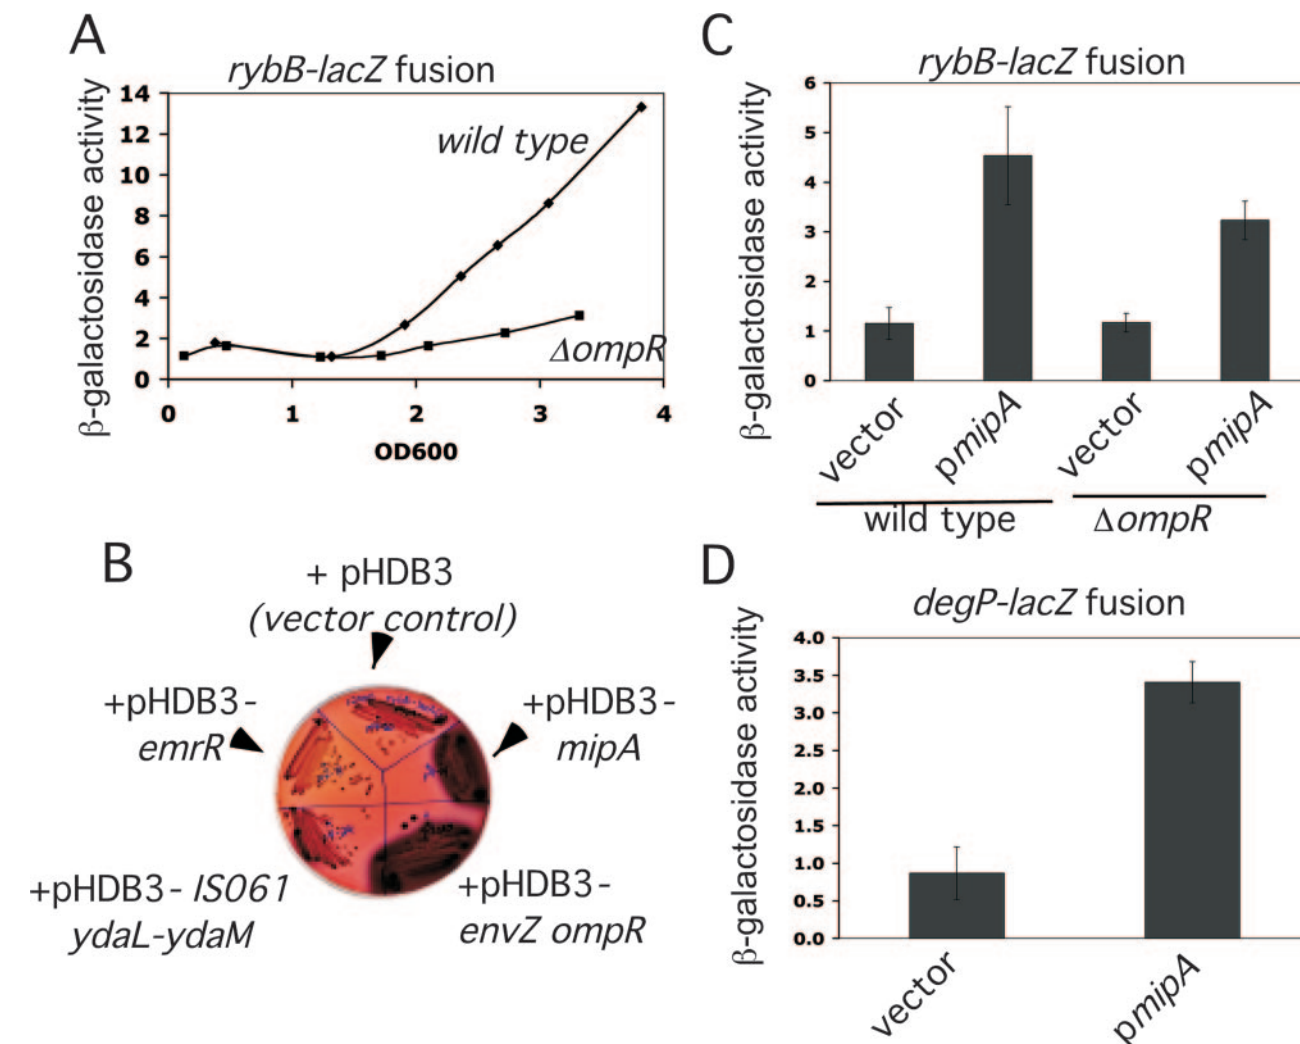 A
rybB-lacZ fusion
β-galactosidase activity
14
12
10
8
6
4
2
0
wild type
ΔompR
0 1 2 3 4
OD600
B
+ pHDB3
(vector control)
+pHDB3-
emrR
+pHDB3-
mipA
+pHDB3- IS061
ydaL-ydaM
+pHDB3-
envZ ompR
C
rybB-lacZ fusion
β-galactosidase activity
6
5
4
3
2
1
0
vector
pmipA
vector
pmipA
wild type
ΔompR
D
degP-lacZ fusion
β-galactosidase activity
4.0
3.5
3.0
2.5
2.0
1.5
1.0
0.5
0.0
vector
pmipA